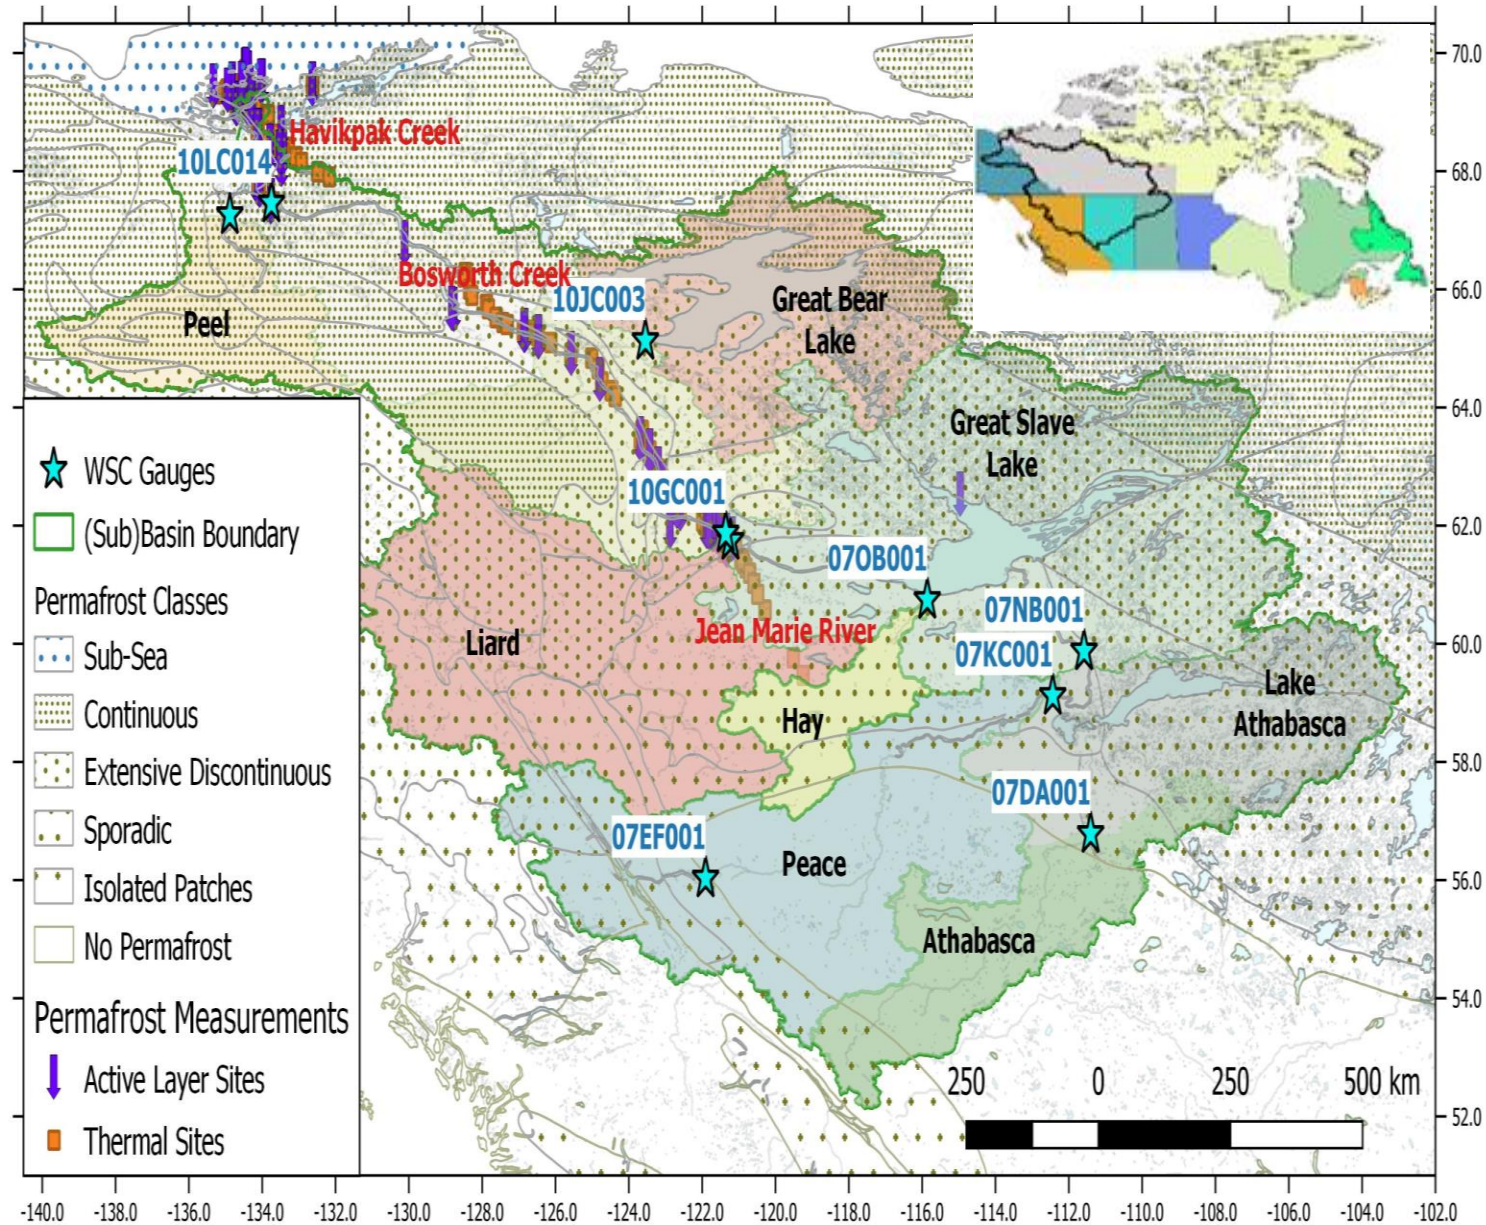 70.0
68.0
66.0
64.0
62.0
60.0
58.0
56.0
54.0
52.0
Havikpak Creek
10LC014
Bosworth Creek
10JC003
Great Bear
Lake
Peel
Great Slave
Lake
10GC001
07OB001
07NB001
Jean Marie River
07KC001
Liard
Lake
Athabasca
Hay
07DA001
07EF001
Peace
Athabasca
WSC Gauges
(Sub)Basin Boundary
Permafrost Classes
Sub-Sea
Continuous
Extensive Discontinuous
Sporadic
Isolated Patches
No Permafrost
Permafrost Measurements
Active Layer Sites
Thermal Sites
250 0 250 500 km
-140.0 -138.0 -136.0 -134.0 -132.0 -130.0 -128.0 -126.0 -124.0 -122.0 -120.0 -118.0 -116.0 -114.0 -112.0 -110.0 -108.0 -106.0 -104.0 -102.0